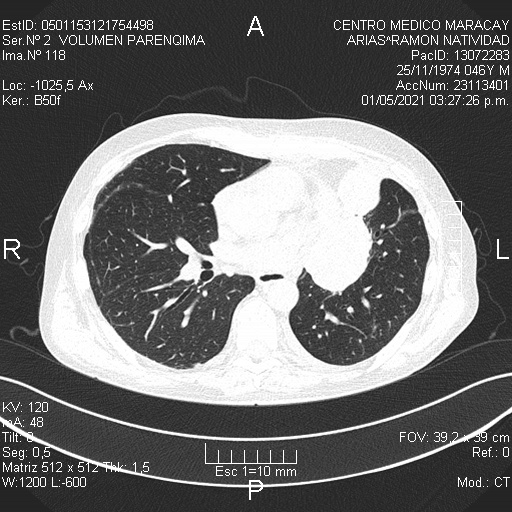 EstID: 0501153121754498
Ser.Nº 2 VOLUMEN PARENQIMA
Ima.Nº 118
Loc: -1025,5 Ax
Ker.: B50f
A
CENTRO MEDICO MARACAY
ARIAS^RAMON NATIVIDAD
PacID: 13072283
25/11/1974 046Y M
AccNum: 23113401
01/05/2021 03:27:26 p.m.
R
L
KV: 120
mA: 48
Tilt: 0
Seg: 0,5
Matriz 512 x 512 Thk: 1,5
W:1200 L:-600
Esc 1=10 mm
P
FOV: 39,2 x 39 cm
Ref.: 0
Mod.: CT